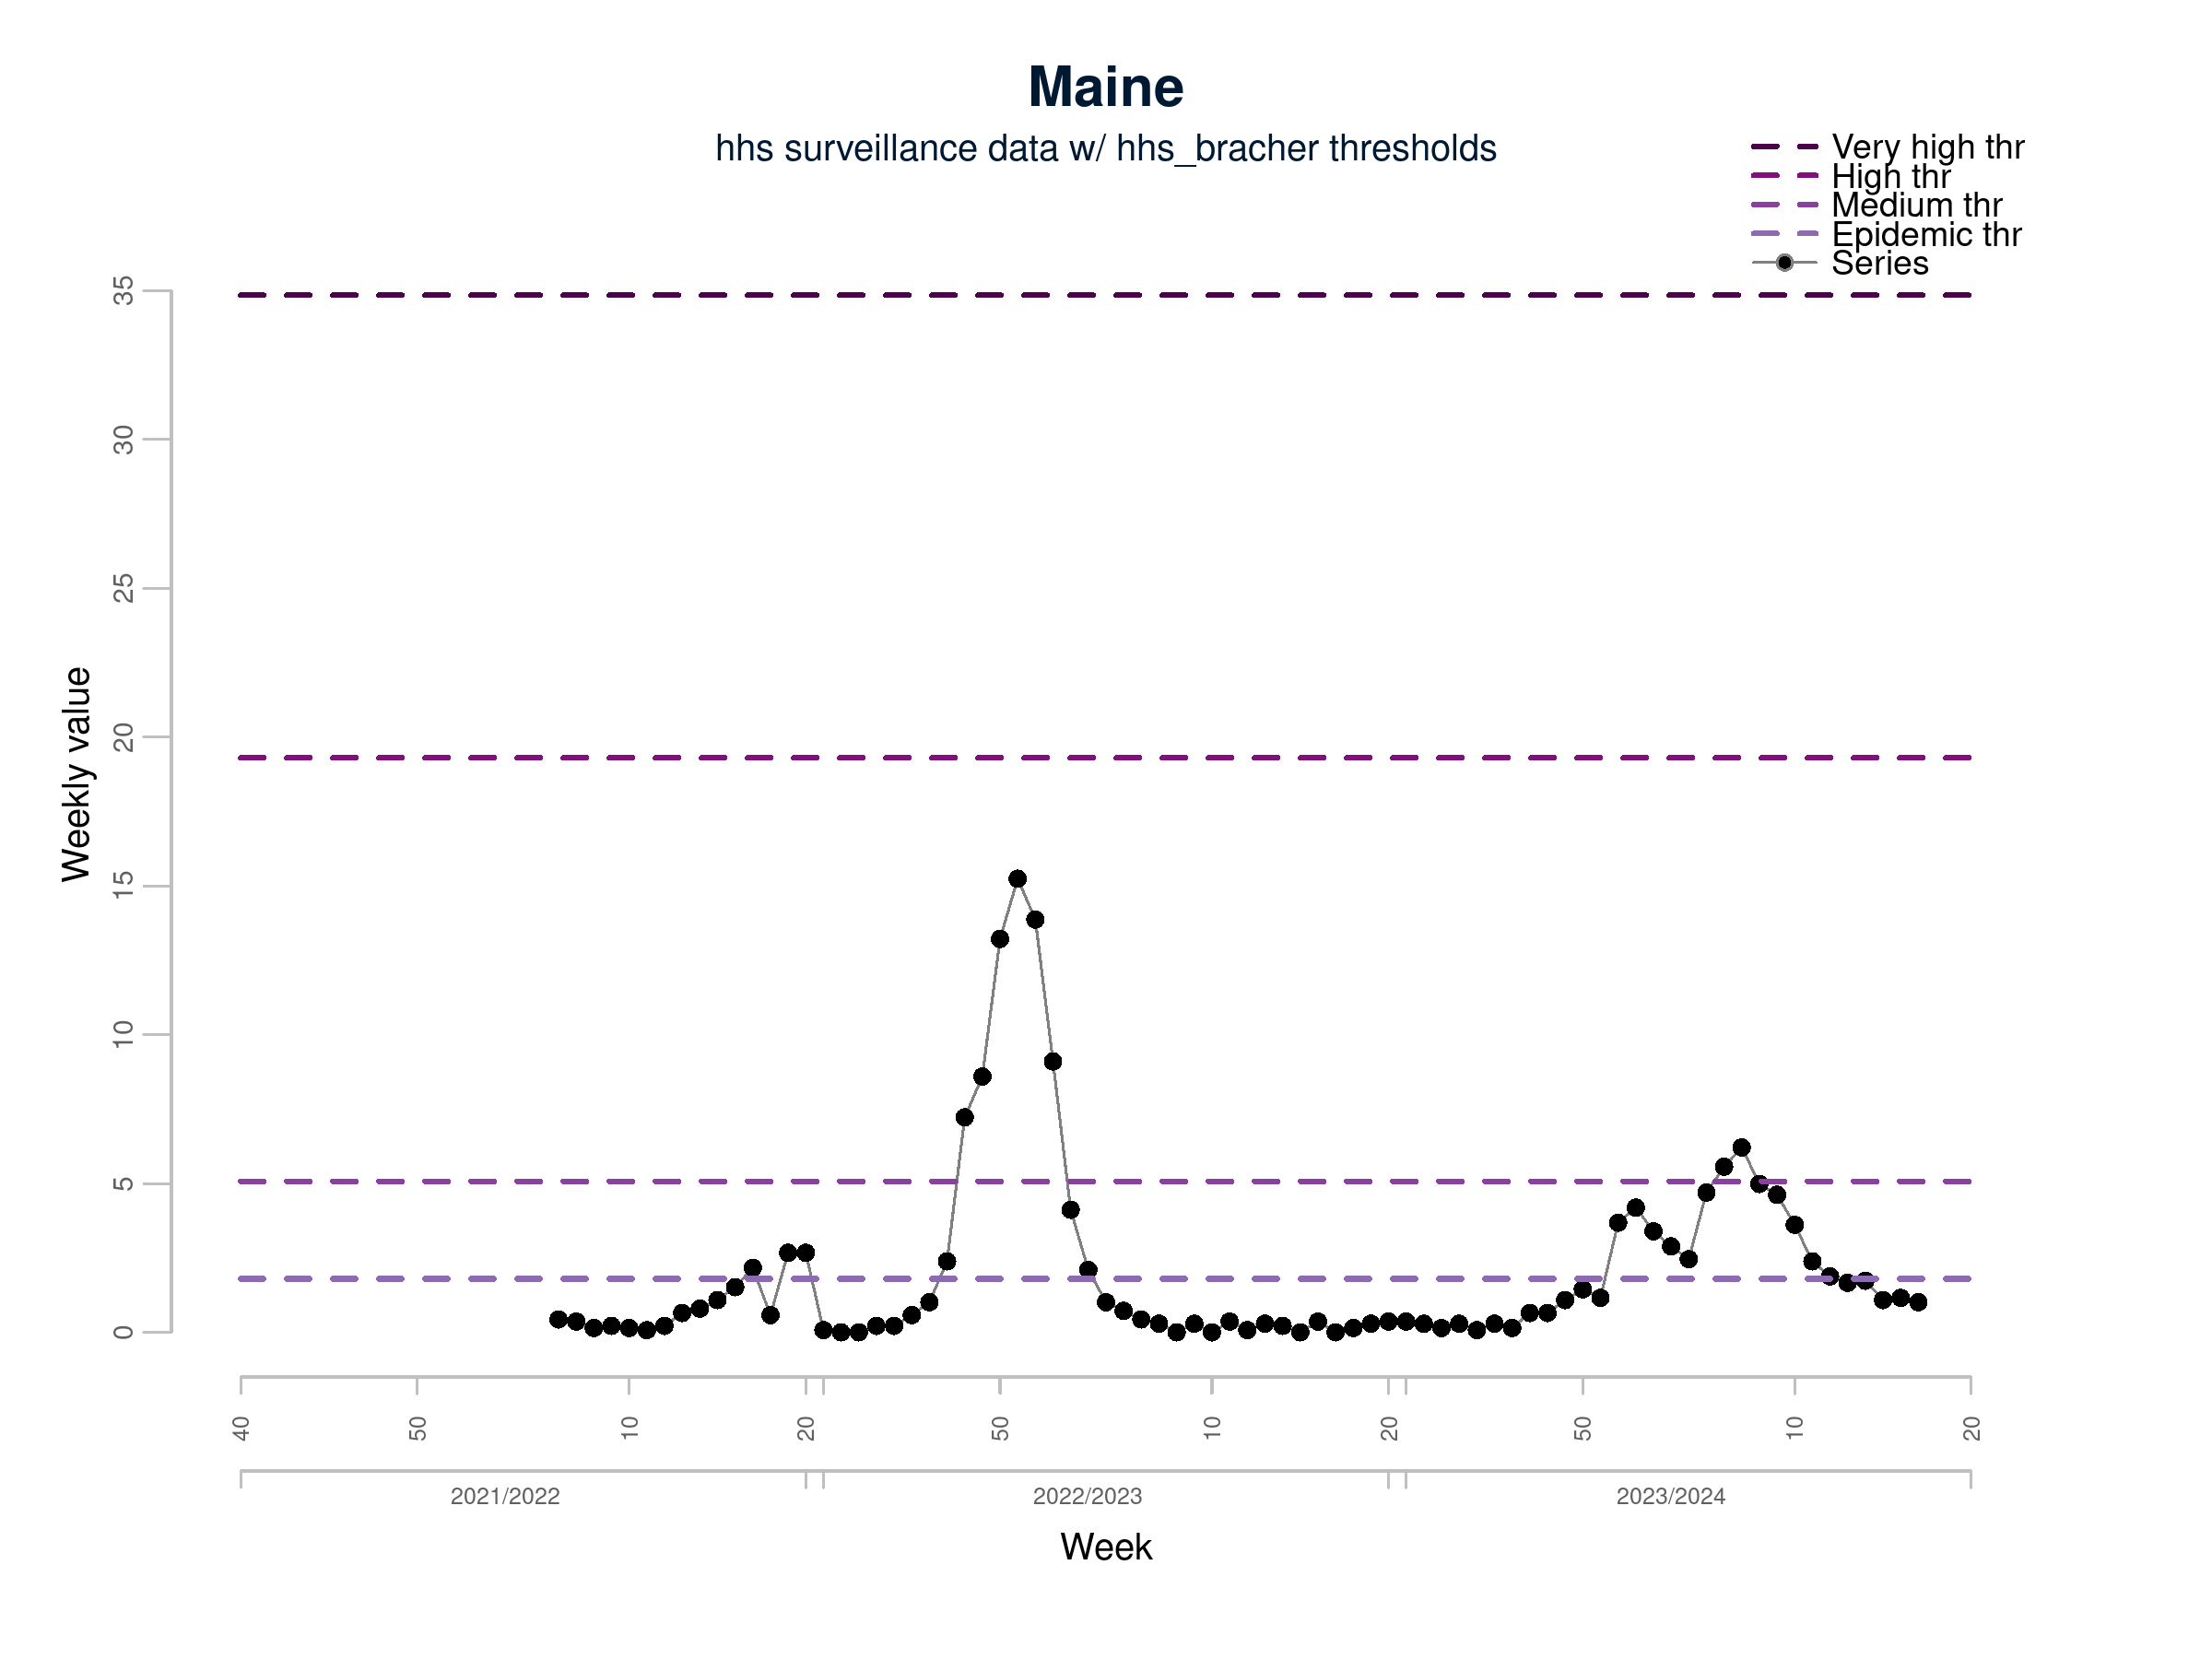 Maine
hhs surveillance data w/ hhs_bracher thresholds
Very high thr
High thr
Medium thr
Epidemic thr
Series
35
30
25
20
15
10
5
0
Weekly value
40 50 10 20 50 10 20 50 10 20
2021/2022 2022/2023 2023/2024
Week